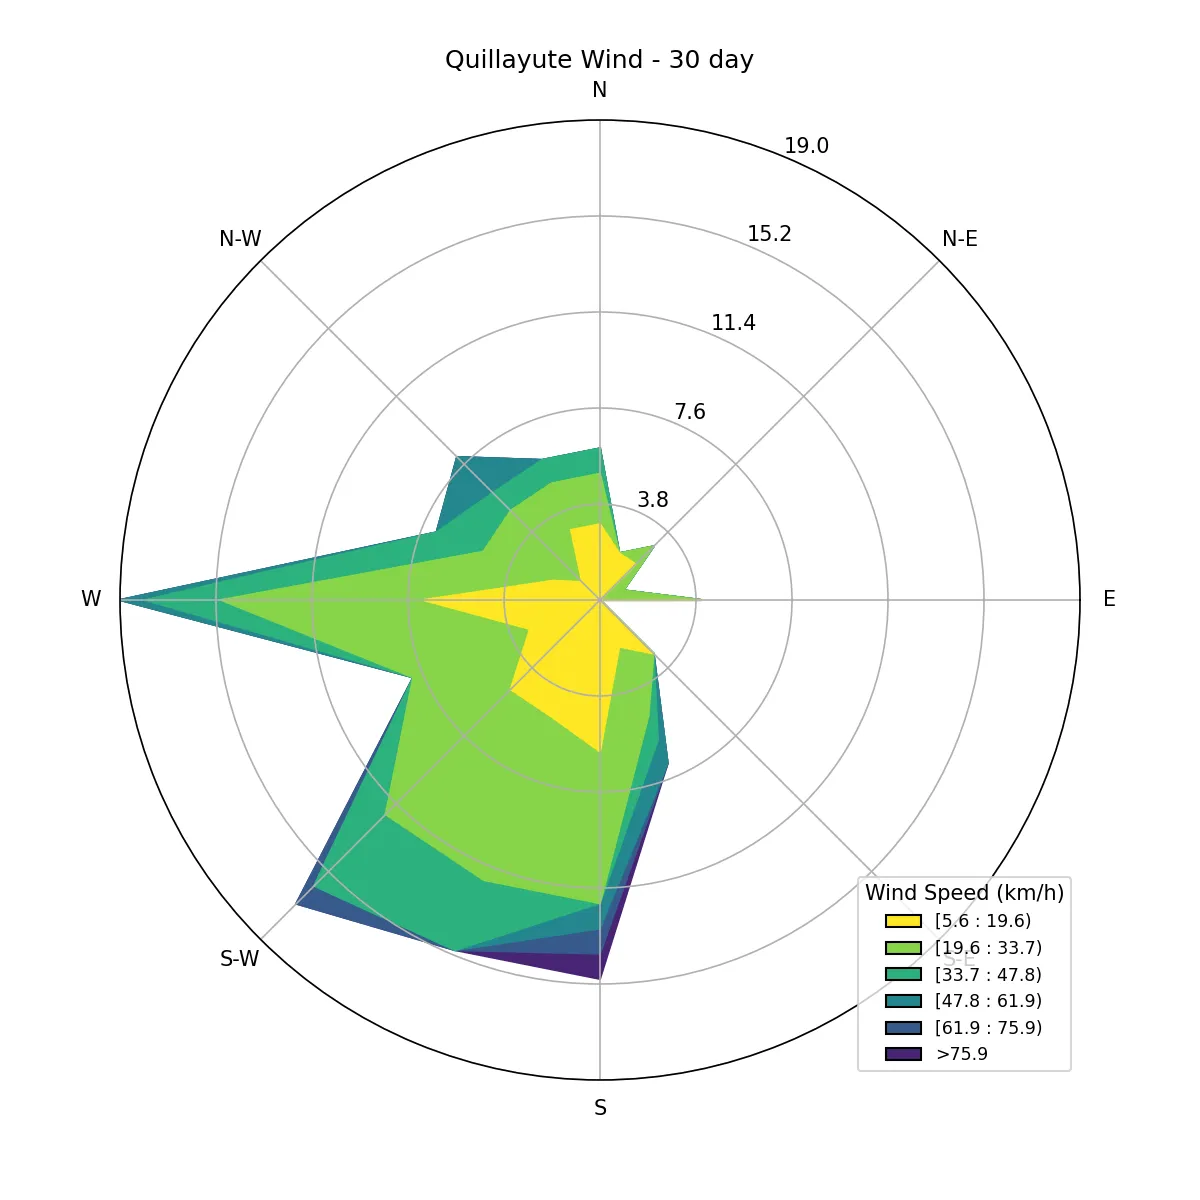 Quillayute Wind - 30 day
N
19.0
15.2
N-W
N-E
11.4
7.6
3.8
W
E
Wind Speed (km/h)
[5.6 : 19.6)
[19.6 : 33.7)
S-W
S-E
[33.7 : 47.8)
[47.8 : 61.9)
[61.9 : 75.9)
>75.9
S